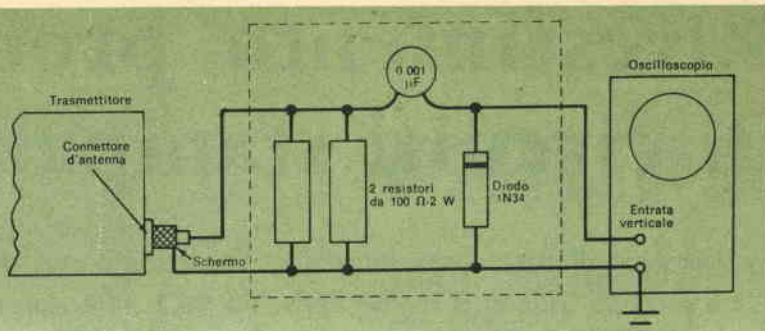 Trasmettitore
Connettore
d'antenna
Schermo
2 resistori
da 100 Ω-2 W
0.001
µF
Diodo
1N34
Oscilloscopio
Entrata
verticale